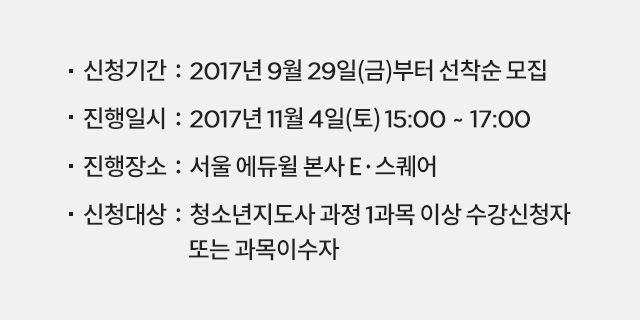 · 신청기간 : 2017년 9월 29일(금)부터 선착순 모집
· 진행일시 : 2017년 11월 4일(토) 15:00 ~ 17:00
· 진행장소 : 서울 에듀윌 본사 E·스퀘어
· 신청대상 : 청소년지도사 과정 1과목 이상 수강신청자
또는 과목이수자